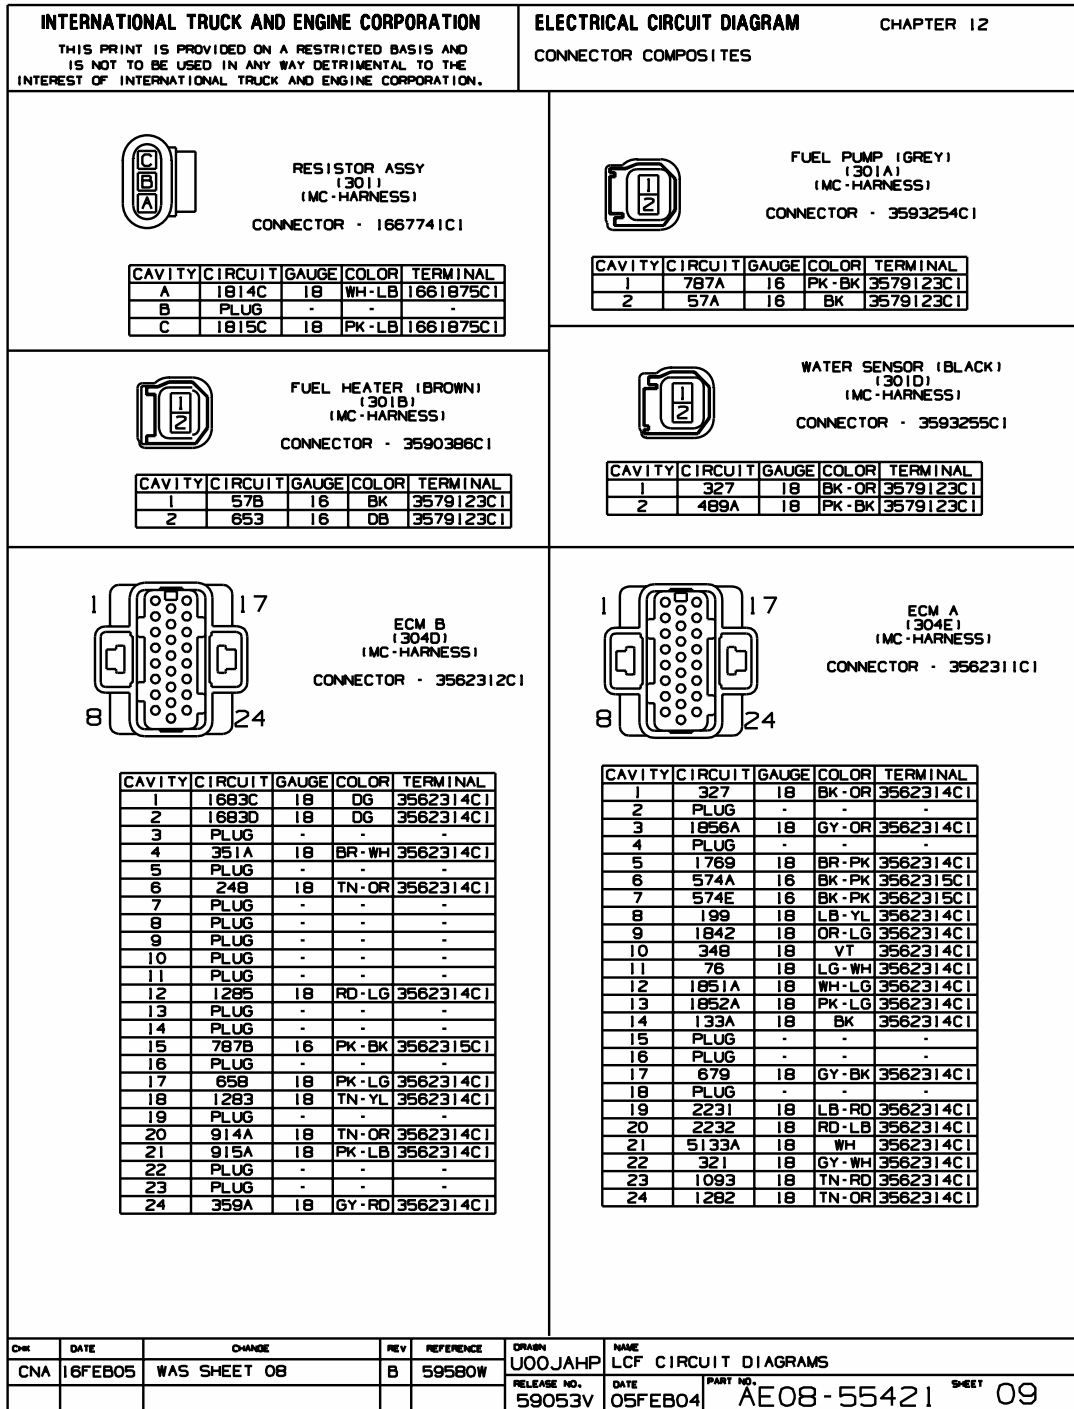 INTERNATIONAL TRUCK AND ENGINE CORPORATION
THIS PRINT IS PROVIDED ON A RESTRICTED BASIS AND
IS NOT TO BE USED IN ANY WAY DETRIMENTAL TO THE
INTEREST OF INTERNATIONAL TRUCK AND ENGINE CORPORATION.
ELECTRICAL CIRCUIT DIAGRAM CHAPTER 12
CONNECTOR COMPOSITES
C
B
A
RESISTOR ASSY
(301)
(MC-HARNESS)
CONNECTOR - 1667741C1
CAVITY CIRCUIT GAUGE COLOR TERMINAL
A 1814C 18 WH-LB 1661875C1
B PLUG - - -
C 1815C 18 PK-LB 1661875C1
1
2
FUEL PUMP (GREY)
(301A)
(MC-HARNESS)
CONNECTOR - 3593254C1
CAVITY CIRCUIT GAUGE COLOR TERMINAL
1 787A 16 PK-BK 3579123C1
2 57A 16 BK 3579123C1
1
2
FUEL HEATER (BROWN)
(301B)
(MC-HARNESS)
CONNECTOR - 3590386C1
CAVITY CIRCUIT GAUGE COLOR TERMINAL
1 57B 16 BK 3579123C1
2 653 16 DB 3579123C1
1
2
WATER SENSOR (BLACK)
(301D)
(MC-HARNESS)
CONNECTOR - 3593255C1
CAVITY CIRCUIT GAUGE COLOR TERMINAL
1 327 18 BK-OR 3579123C1
2 489A 18 PK-BK 3579123C1
1 17
8 24
ECM B
(304D)
(MC-HARNESS)
CONNECTOR - 3562312C1
CAVITY CIRCUIT GAUGE COLOR TERMINAL
1 1683C 18 DG 3562314C1
2 1683D 18 DG 3562314C1
3 PLUG - - -
4 351A 18 BR-WH 3562314C1
5 PLUG - - -
6 248 18 TN-OR 3562314C1
7 PLUG - - -
8 PLUG - - -
9 PLUG - - -
10 PLUG - - -
11 PLUG - - -
12 1285 18 RD-LG 3562314C1
13 PLUG - - -
14 PLUG - - -
15 787B 16 PK-BK 3562315C1
16 PLUG - - -
17 658 18 PK-LG 3562314C1
18 1283 18 TN-YL 3562314C1
19 PLUG - - -
20 914A 18 TN-OR 3562314C1
21 915A 18 PK-LB 3562314C1
22 PLUG - - -
23 PLUG - - -
24 359A 18 GY-RD 3562314C1
1 17
8 24
ECM A
(304E)
(MC-HARNESS)
CONNECTOR - 3562311C1
CAVITY CIRCUIT GAUGE COLOR TERMINAL
1 327 18 BK-OR 3562314C1
2 PLUG - - -
3 1856A 18 GY-OR 3562314C1
4 PLUG - - -
5 1769 18 BR-PK 3562314C1
6 574A 16 BK-PK 3562315C1
7 574E 16 BK-PK 3562315C1
8 199 18 LB-YL 3562314C1
9 1842 18 OR-LG 3562314C1
10 348 18 VT 3562314C1
11 76 18 LG-WH 3562314C1
12 1851A 18 WH-LG 3562314C1
13 1852A 18 PK-LG 3562314C1
14 133A 18 BK 3562314C1
15 PLUG - - -
16 PLUG - - -
17 679 18 GY-BK 3562314C1
18 PLUG - - -
19 2231 18 LB-RD 3562314C1
20 2232 18 RD-LB 3562314C1
21 5133A 18 WH 3562314C1
22 321 18 GY-WH 3562314C1
23 1093 18 TN-RD 3562314C1
24 1282 18 TN-OR 3562314C1
CHK DATE CHANGE REV REFERENCE
CNA 16FEB05 WAS SHEET 08 B 59580W
DRAWN
U00JAHP
NAME
LCF CIRCUIT DIAGRAMS
RELEASE NO.
59053V
DATE
05FEB04
PART NO.
AE08-55421
SHEET 09